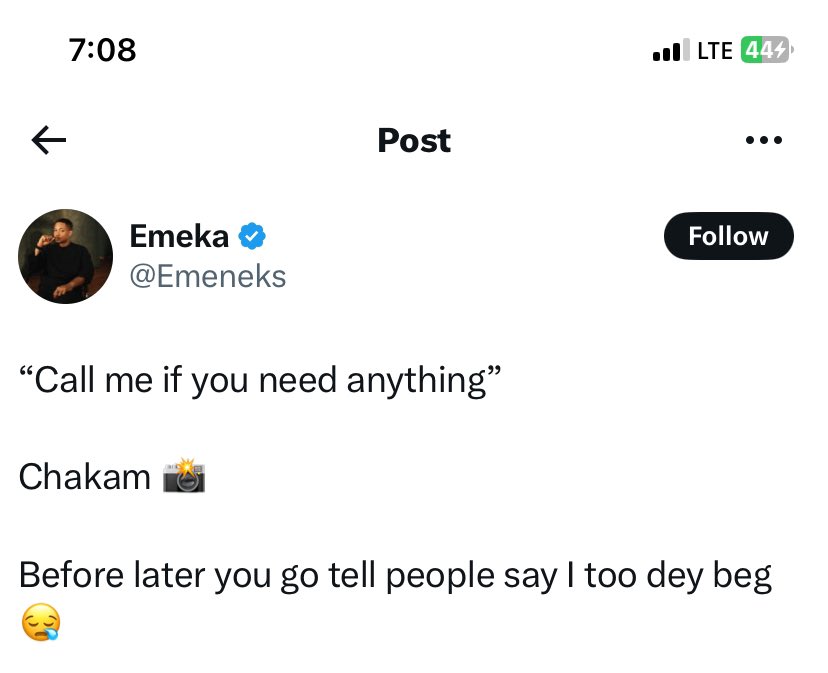 7:08
LTE 44
Post
Emeka
Follow
@Emeneks
“Call me if you need anything”
Chakam 📸
Before later you go tell people say I too dey beg
😪